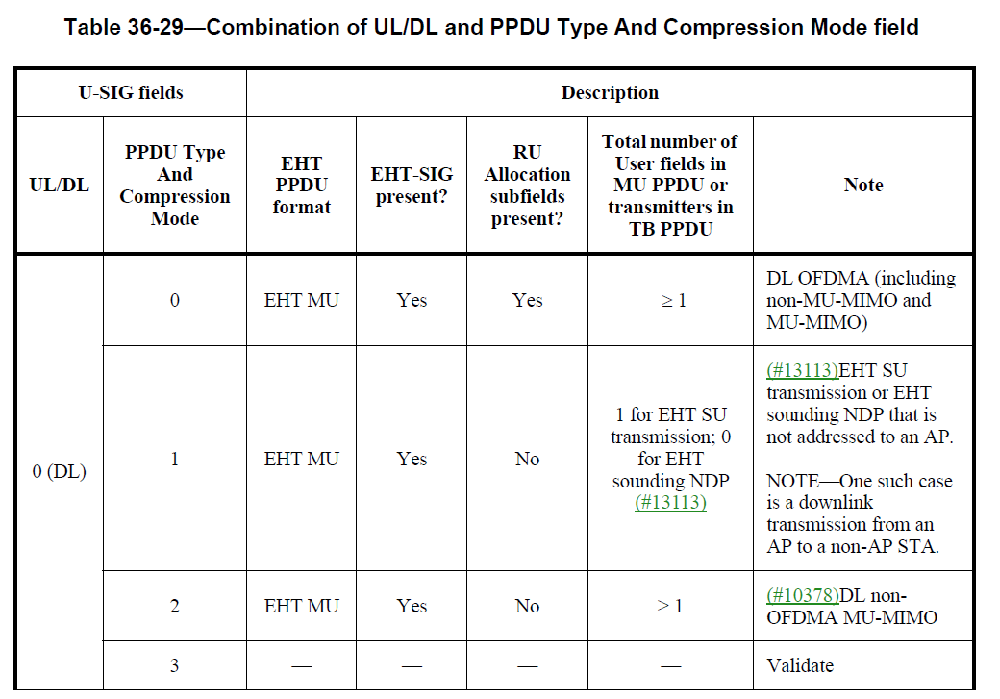 Table 36-29—Combination of UL/DL and PPDU Type And Compression Mode field
U-SIG fields
Description
UL/DL
PPDU Type
And
Compression
Mode
EHT
PPDU
format
EHT-SIG
present?
RU
Allocation
subfields
present?
Total number of
User fields in
MU PPDU or
transmitters in
TB PPDU
Note
0 (DL)
0
EHT MU
Yes
Yes
≥ 1
DL OFDMA (including
non-MU-MIMO and
MU-MIMO)
1
EHT MU
Yes
No
1 for EHT SU
transmission; 0
for EHT
sounding NDP
(#13113)
(#13113)EHT SU
transmission or EHT
sounding NDP that is
not addressed to an AP.
NOTE—One such case
is a downlink
transmission from an
AP to a non-AP STA.
2
EHT MU
Yes
No
> 1
(#10378)DL non-
OFDMA MU-MIMO
3
—
—
—
—
Validate